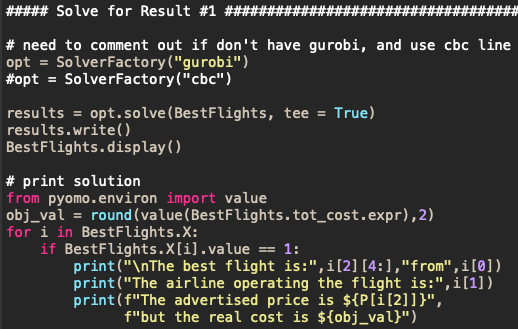 ##### Solve for Result #1 ###################################
# need to comment out if don't have gurobi, and use cbc line
opt = SolverFactory("gurobi")
#opt = SolverFactory("cbc")
results = opt.solve(BestFlights, tee = True)
results.write()
BestFlights.display()
# print solution
from pyomo.environ import value
obj_val = round(value(BestFlights.tot_cost.expr),2)
for i in BestFlights.X:
    if BestFlights.X[i].value == 1:
        print("\nThe best flight is:",i[2][4:],"from",i[0])
        print("The airline operating the flight is:",i[1])
        print(f"The advertised price is ${P[i[2]]}",
              f"but the real cost is ${obj_val}")